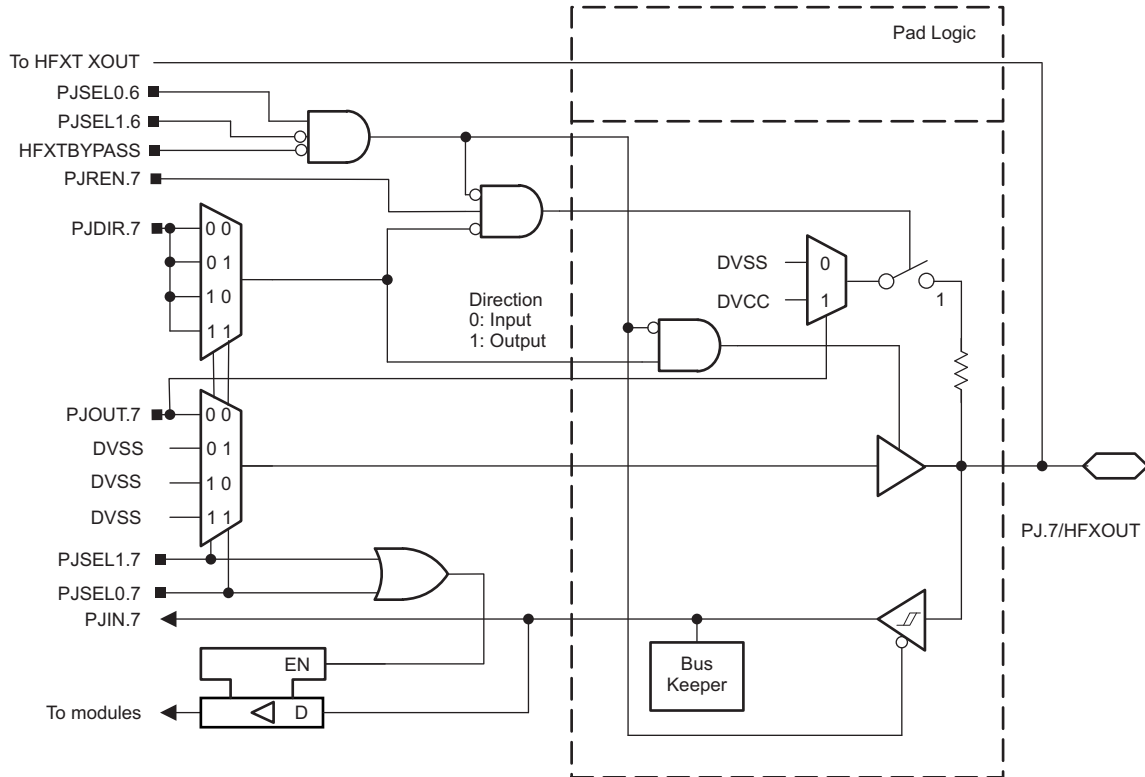 Pad Logic
To HFXT XOUT
PJSEL0.6
PJSEL1.6
HFXTBYPASS
PJREN.7
PJDIR.7
0 0
0 1
1 0
1 1
Direction
0: Input
1: Output
DVSS
0
DVCC
1
1
PJOUT.7
0 0
DVSS
0 1
DVSS
1 0
DVSS
1 1
PJ.7/HFXOUT
PJSEL1.7
PJSEL0.7
PJIN.7
EN
Bus
Keeper
To modules
D